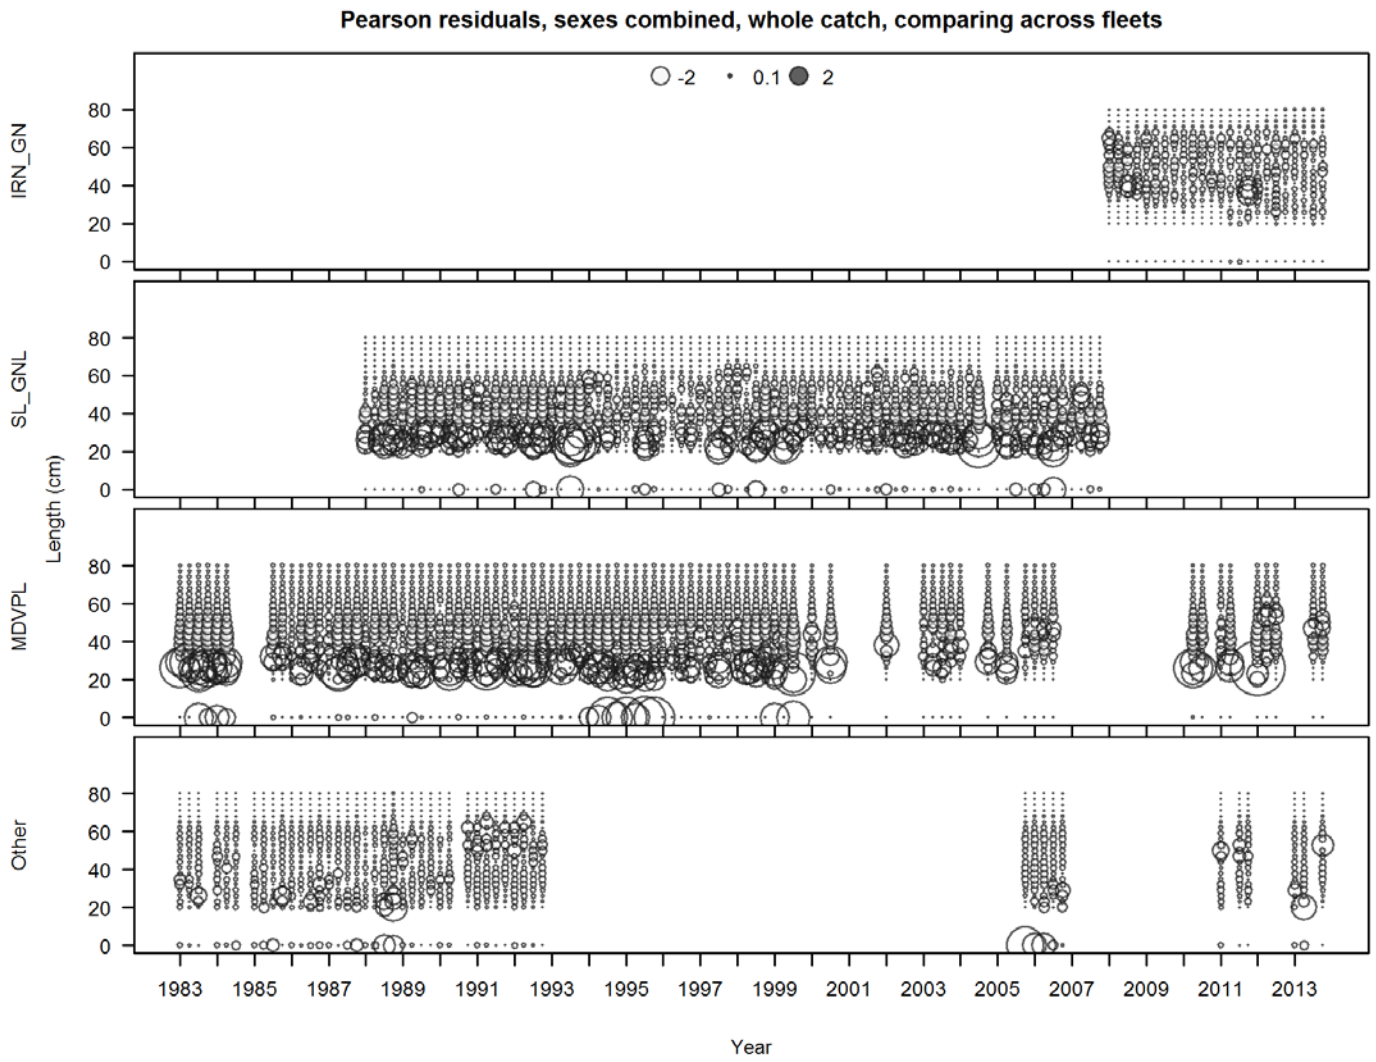 Pearson residuals, sexes combined, whole catch, comparing across fleets
-2 0.1 2
IRN_GN
80
60
40
20
0
SL_GNL
80
60
40
20
0
Length (cm)
MDVPL
80
60
40
20
0
Other
80
60
40
20
0
1983 1985 1987 1989 1991 1993 1995 1997 1999 2001 2003 2005 2007 2009 2011 2013
Year